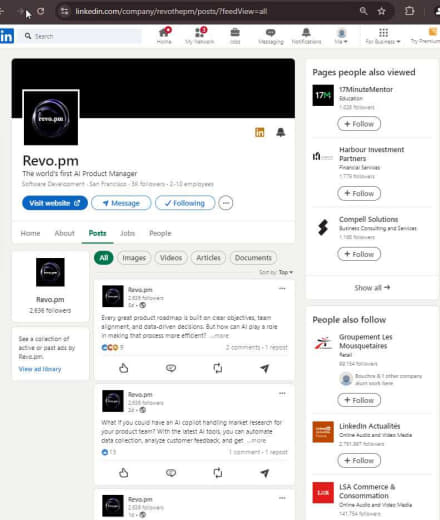 linkedin.com/company/revothepm/posts/?feedView=all
in
Search
Home
My Network
Jobs
Messaging
Notifications
Me
For Business
Try Premium
revo.pm
Revo.pm
The world's first AI Product Manager
Software Development · San Francisco · 3K followers · 2-10 employees
Visit website
Message
Following
Home
About
Posts
Jobs
People
Revo.pm
2,638 followers
See a collection of active or past ads by Revo.pm.
View ad library
All
Images
Videos
Articles
Documents
Sort by: Top
Revo.pm
2,638 followers
5d •
Every great product roadmap is built on clear objectives, team
alignment, and data-driven decisions. But how can AI play a role
in making that process more efficient? ...more
9
2 comments · 1 repost
Revo.pm
2,638 followers
2d •
What if you could have an AI copilot handling market research for
your product team? With the latest AI tools, you can automate
data collection, analyze customer feedback, and get ...more
13
1 comment · 1 repost
Revo.pm
2,638 followers
1d •
Pages people also viewed
17M
17MinuteMentor
Education
1,028 followers
+ Follow
Harbour Investment
Partners
Financial Services
1,779 followers
+ Follow
Compell Solutions
Business Consulting and Services
+ Follow
Show all →
People also follow
Groupement Les
Mousquetaires
Retail
Bouchra & 1 other company
alum work here
+ Follow
LinkedIn Actualités
Online Audio and Video Media
+ Follow
LSA
LSA Commerce &
Consommation
Online Audio and Video Media
141,754 followers